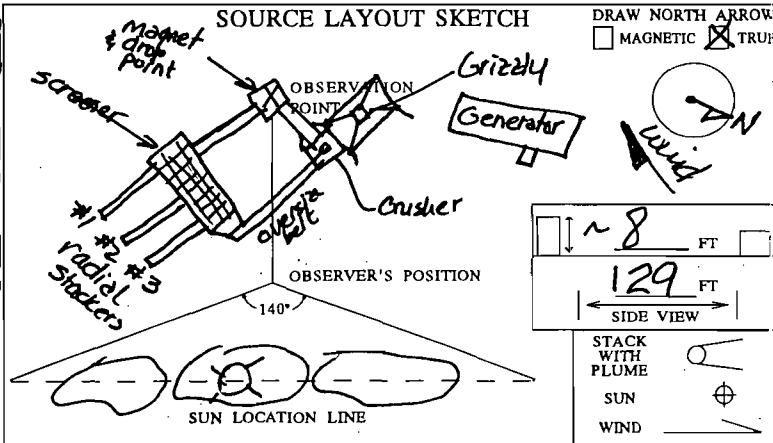 SOURCE LAYOUT SKETCH
DRAW NORTH ARROW
MAGNETIC TRUE
Magnet
& drop
point
OBSERVATION
POINT
Grizzly
Generator
N
wind
screener
Crusher
oversize
belt
#1
#2
#3
radial
stackers
~ 8 FT
129 FT
SIDE VIEW
OBSERVER'S POSITION
140°
SUN LOCATION LINE
STACK
WITH
PLUME
SUN
WIND